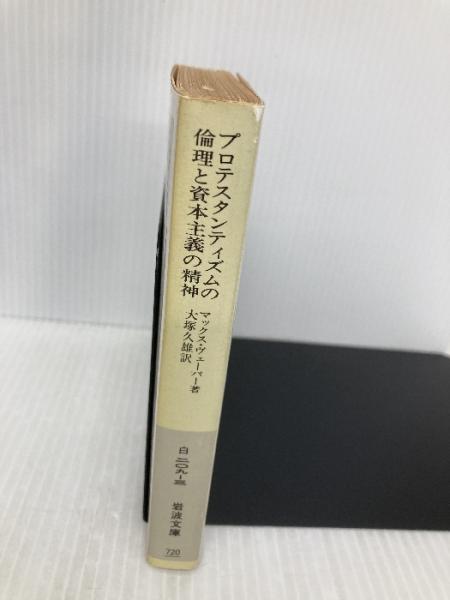 プロテスタンティズムの
倫理と資本主義の精神
マックス・ヴェーバー著
大塚久雄訳
白二〇九-三
岩波文庫
720